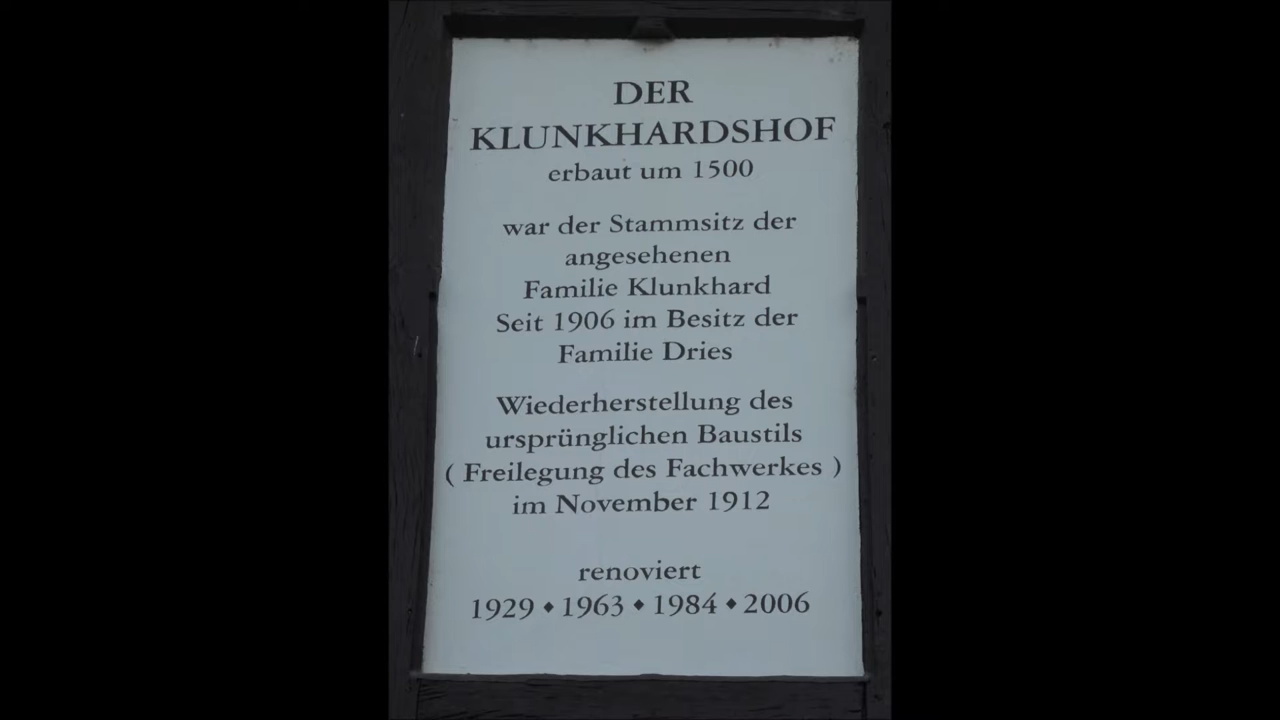 DER
KLUNKHARDSHOF
erbaut um 1500
war der Stammsitz der
angesehenen
Familie Klunkhard
Seit 1906 im Besitz der
Familie Dries
Wiederherstellung des
ursprünglichen Baustils
( Freilegung des Fachwerkes )
im November 1912
renoviert
1929 ⬥ 1963 ⬥ 1984 ⬥ 2006